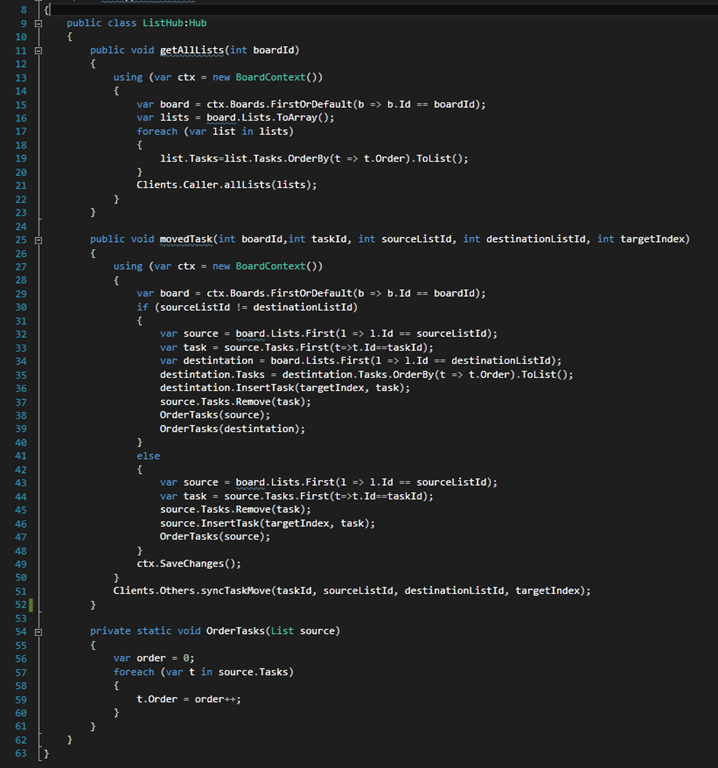 8 {
9 public class ListHub:Hub
10 {
11 public void getAllLists(int boardId)
12 {
13 using (var ctx = new BoardContext())
14 {
15 var board = ctx.Boards.FirstOrDefault(b => b.Id == boardId);
16 var lists = board.Lists.ToArray();
17 foreach (var list in lists)
18 {
19 list.Tasks=list.Tasks.OrderBy(t => t.Order).ToList();
20 }
21 Clients.Caller.allLists(lists);
22 }
23 }
24
25 public void movedTask(int boardId,int taskId, int sourceListId, int destinationListId, int targetIndex)
26 {
27 using (var ctx = new BoardContext())
28 {
29 var board = ctx.Boards.FirstOrDefault(b => b.Id == boardId);
30 if (sourceListId != destinationListId)
31 {
32 var source = board.Lists.First(l => l.Id == sourceListId);
33 var task = source.Tasks.First(t=>t.Id==taskId);
34 var destintation = board.Lists.First(l => l.Id == destinationListId);
35 destintation.Tasks = destintation.Tasks.OrderBy(t => t.Order).ToList();
36 destintation.InsertTask(targetIndex, task);
37 source.Tasks.Remove(task);
38 OrderTasks(source);
39 OrderTasks(destintation);
40 }
41 else
42 {
43 var source = board.Lists.First(l => l.Id == sourceListId);
44 var task = source.Tasks.First(t=>t.Id==taskId);
45 source.Tasks.Remove(task);
46 source.InsertTask(targetIndex, task);
47 OrderTasks(source);
48 }
49 ctx.SaveChanges();
50 }
51 Clients.Others.syncTaskMove(taskId, sourceListId, destinationListId, targetIndex);
52 }
53
54 private static void OrderTasks(List source)
55 {
56 var order = 0;
57 foreach (var t in source.Tasks)
58 {
59 t.Order = order++;
60 }
61 }
62 }
63 }